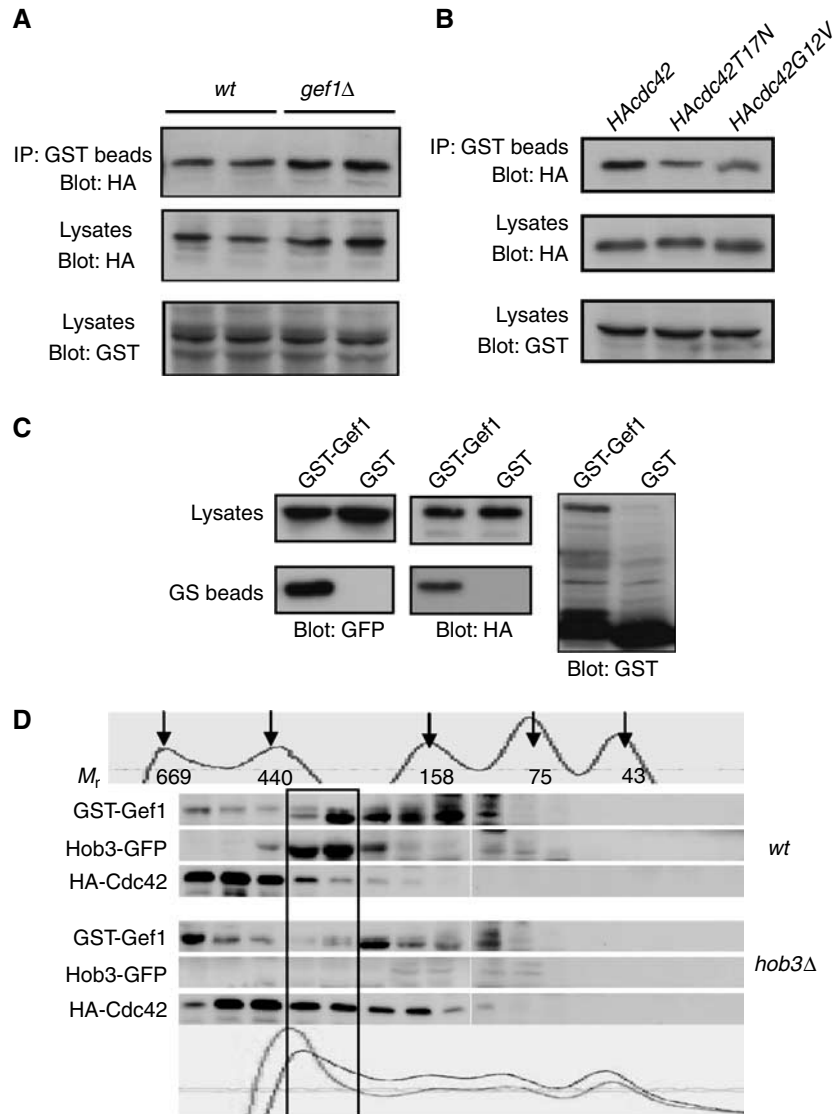 A
wt gef1Δ
IP: GST beads
Blot: HA
Lysates
Blot: HA
Lysates
Blot: GST
B
HAcdc42 HAcdc42T17N HAcdc42G12V
IP: GST beads
Blot: HA
Lysates
Blot: HA
Lysates
Blot: GST
C
GST-Gef1 GST GST-Gef1 GST GST-Gef1 GST
Lysates
GS beads
Blot: GFP Blot: HA
Blot: GST
D
Mr 669 440 158 75 43
GST-Gef1
Hob3-GFP wt
HA-Cdc42
GST-Gef1
Hob3-GFP hob3Δ
HA-Cdc42